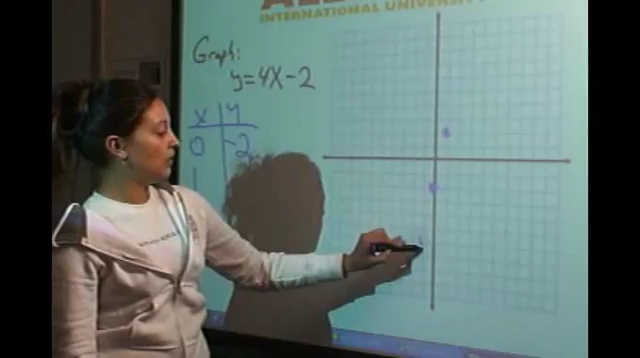 INTERNATIONAL UNIVERSITY
Graph:
y=4x-2
x y
0 -2
1